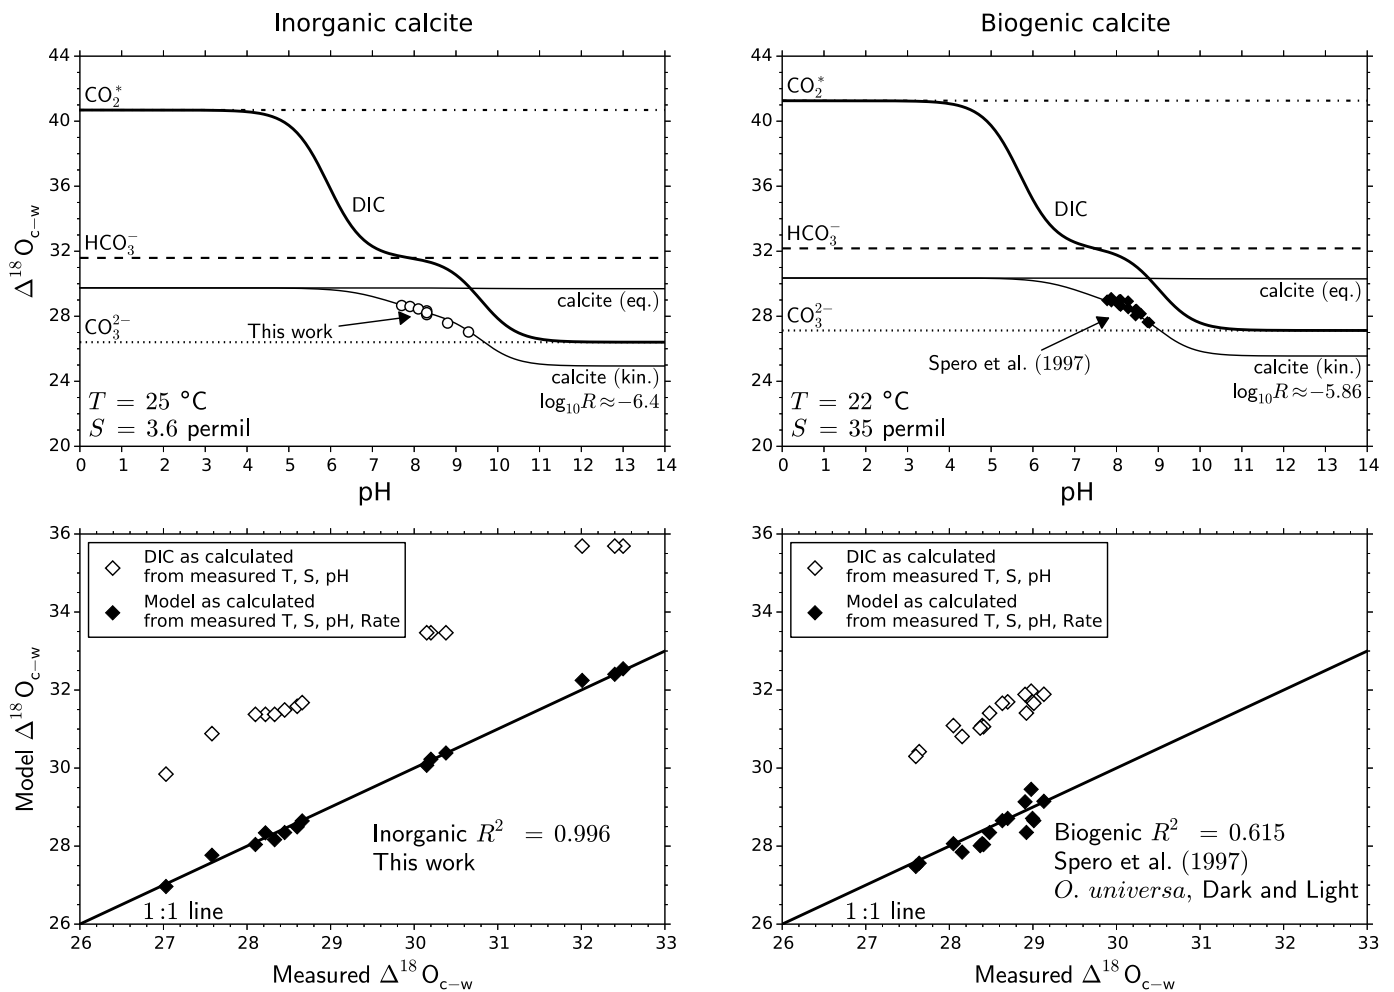 Inorganic calcite
Δ¹⁸O_c−w
44
40
36
32
28
24
20
CO₂*
HCO₃⁻
CO₃²⁻
DIC
calcite (eq.)
This work
calcite (kin.)
log₁₀R≈−6.4
T = 25 °C
S = 3.6 permil
0 1 2 3 4 5 6 7 8 9 10 11 12 13 14
pH
Biogenic calcite
44
40
36
32
28
24
20
CO₂*
HCO₃⁻
CO₃²⁻
DIC
calcite (eq.)
Spero et al. (1997)
calcite (kin.)
log₁₀R≈−5.86
T = 22 °C
S = 35 permil
0 1 2 3 4 5 6 7 8 9 10 11 12 13 14
pH
Model Δ¹⁸O_c−w
36
34
32
30
28
26
DIC as calculated
from measured T, S, pH
Model as calculated
from measured T, S, pH, Rate
Inorganic R² = 0.996
This work
1:1 line
26 27 28 29 30 31 32 33
Measured Δ¹⁸O_c−w
36
34
32
30
28
26
DIC as calculated
from measured T, S, pH
Model as calculated
from measured T, S, pH, Rate
Biogenic R² = 0.615
Spero et al. (1997)
O. universa, Dark and Light
1:1 line
26 27 28 29 30 31 32 33
Measured Δ¹⁸O_c−w